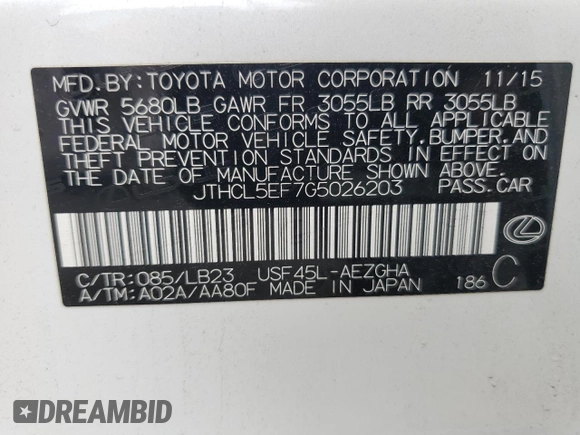 MFD. BY: TOYOTA MOTOR CORPORATION 11/15
GVWR 5680LB GAWR FR 3055LB RR 3055LB
THIS VEHICLE CONFORMS TO ALL APPLICABLE
FEDERAL MOTOR VEHICLE SAFETY, BUMPER, AND
THEFT PREVENTION STANDARDS IN EFFECT ON
THE DATE OF MANUFACTURE SHOWN ABOVE.
JTHCL5EF7G5026203 PASS. CAR
C/TR: 085/LB23 USF45L-AEZGHA
A/TM: A02A/AA80F MADE IN JAPAN 186 C
DREAMBID